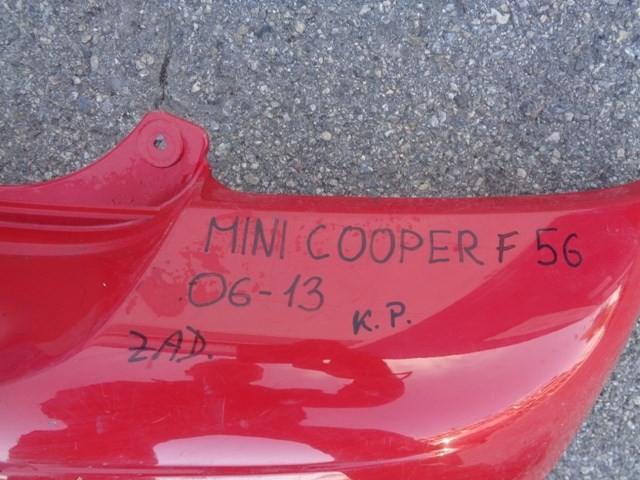 MINI COOPER F 56
06-13
K.P.
ZAD.